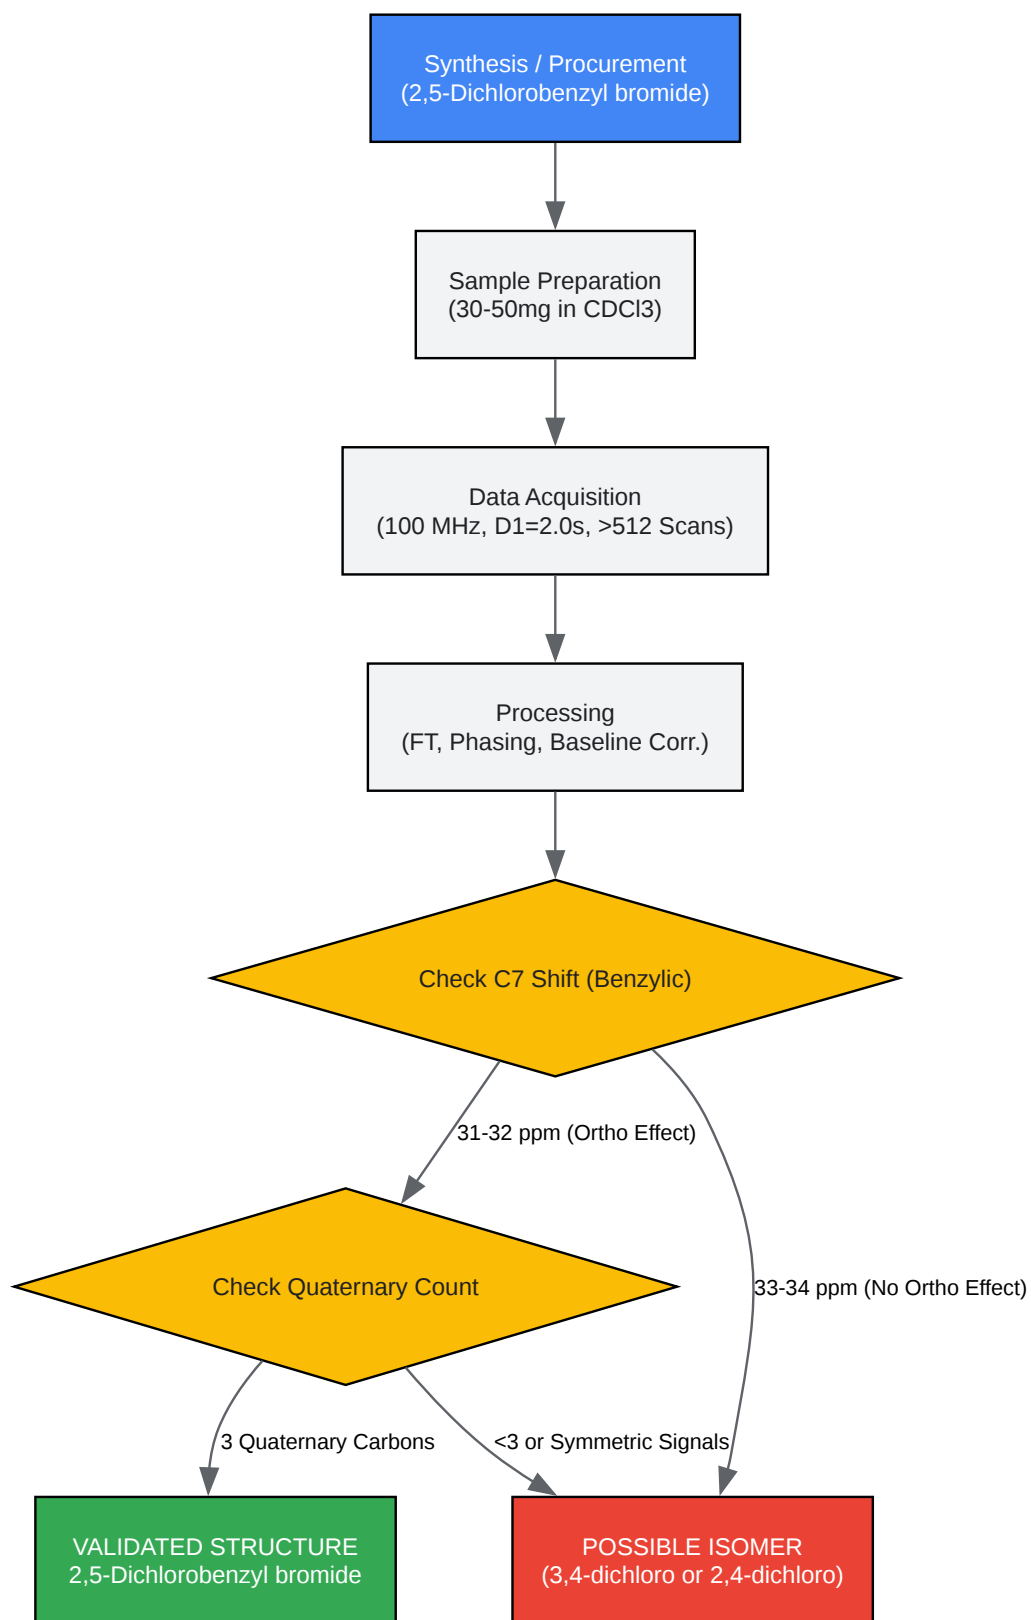 Synthesis / Procurement
(2,5-Dichlorobenzyl bromide)
Sample Preparation
(30-50mg in CDCl3)
Data Acquisition
(100 MHz, D1=2.0s, >512 Scans)
Processing
(FT, Phasing, Baseline Corr.)
Check C7 Shift (Benzylic)
31-32 ppm (Ortho Effect)
Check Quaternary Count
33-34 ppm (No Ortho Effect)
3 Quaternary Carbons
<3 or Symmetric Signals
VALIDATED STRUCTURE
2,5-Dichlorobenzyl bromide
POSSIBLE ISOMER
(3,4-dichloro or 2,4-dichloro)